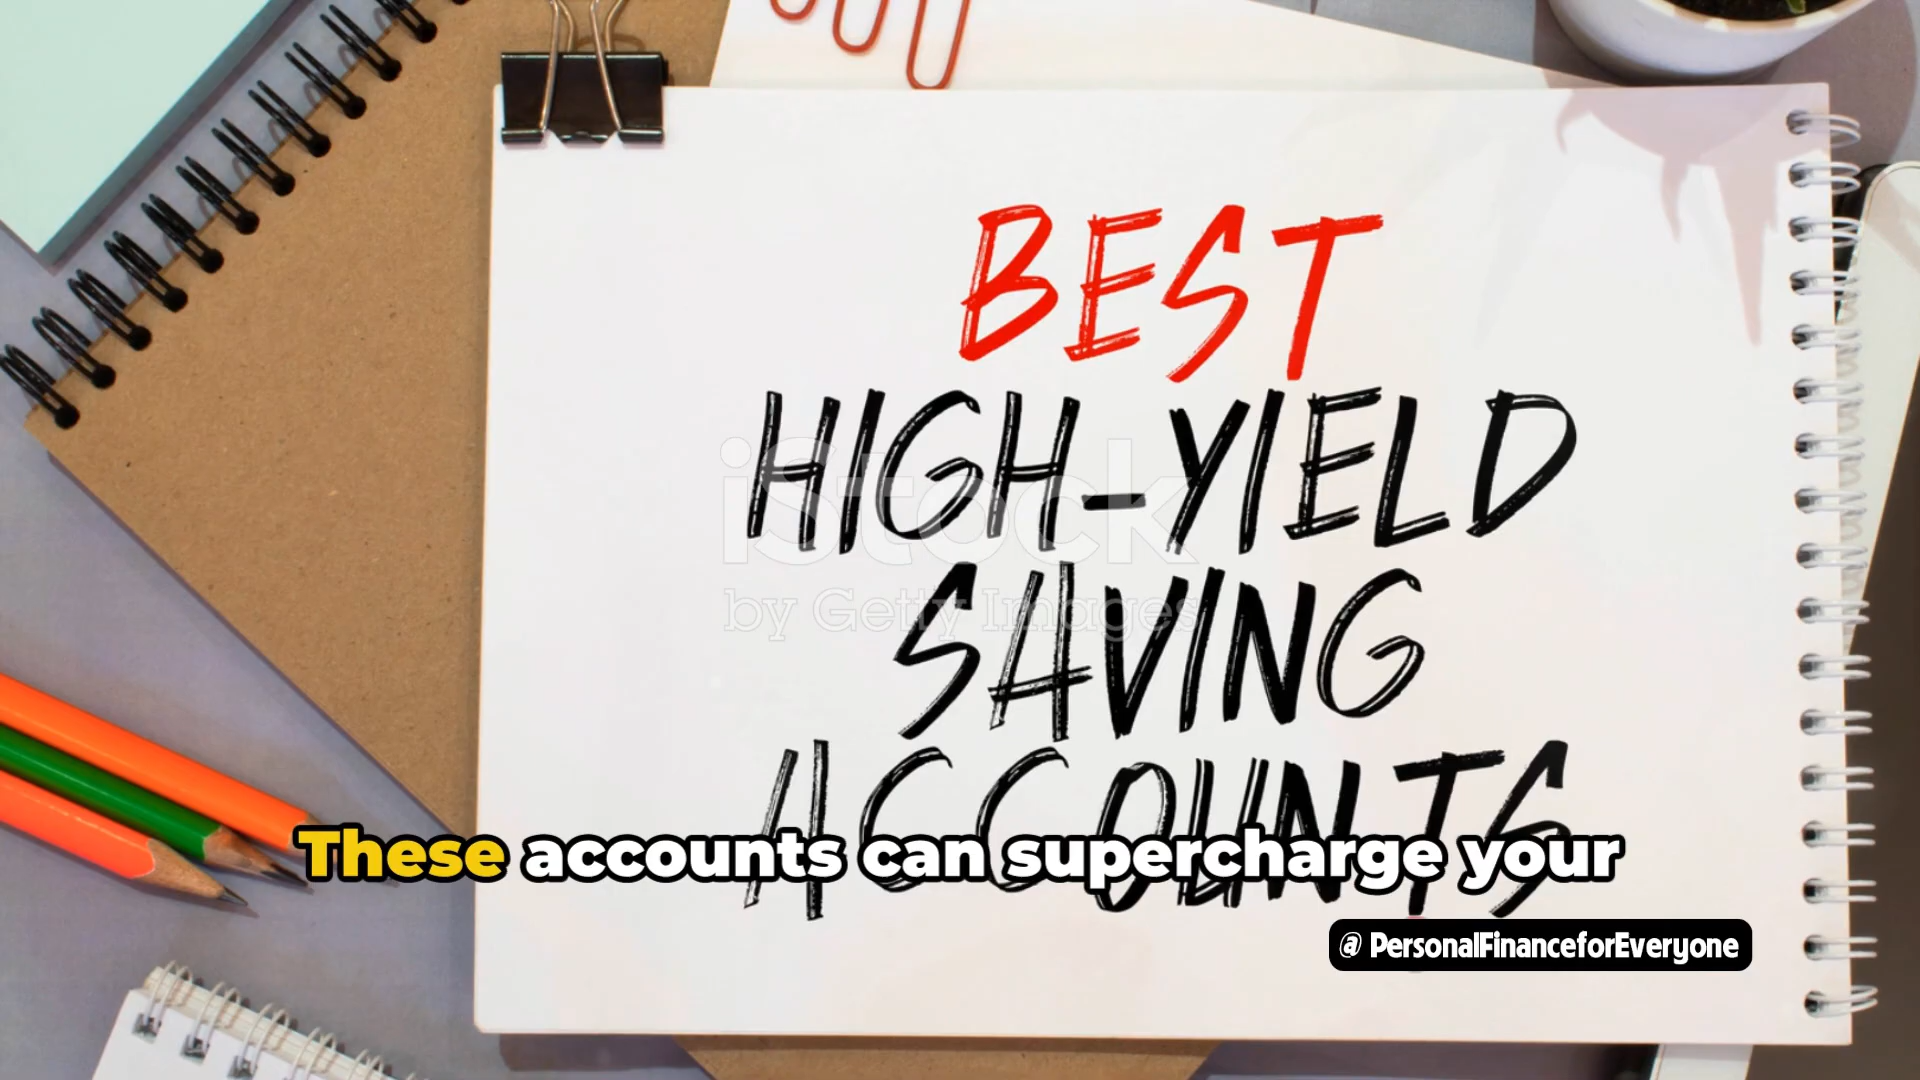 BEST
HIGH-YIELD
SAVING
ACCOUNTS
iStock
by Getty Images
These accounts can supercharge your
@ PersonalFinanceforEveryone